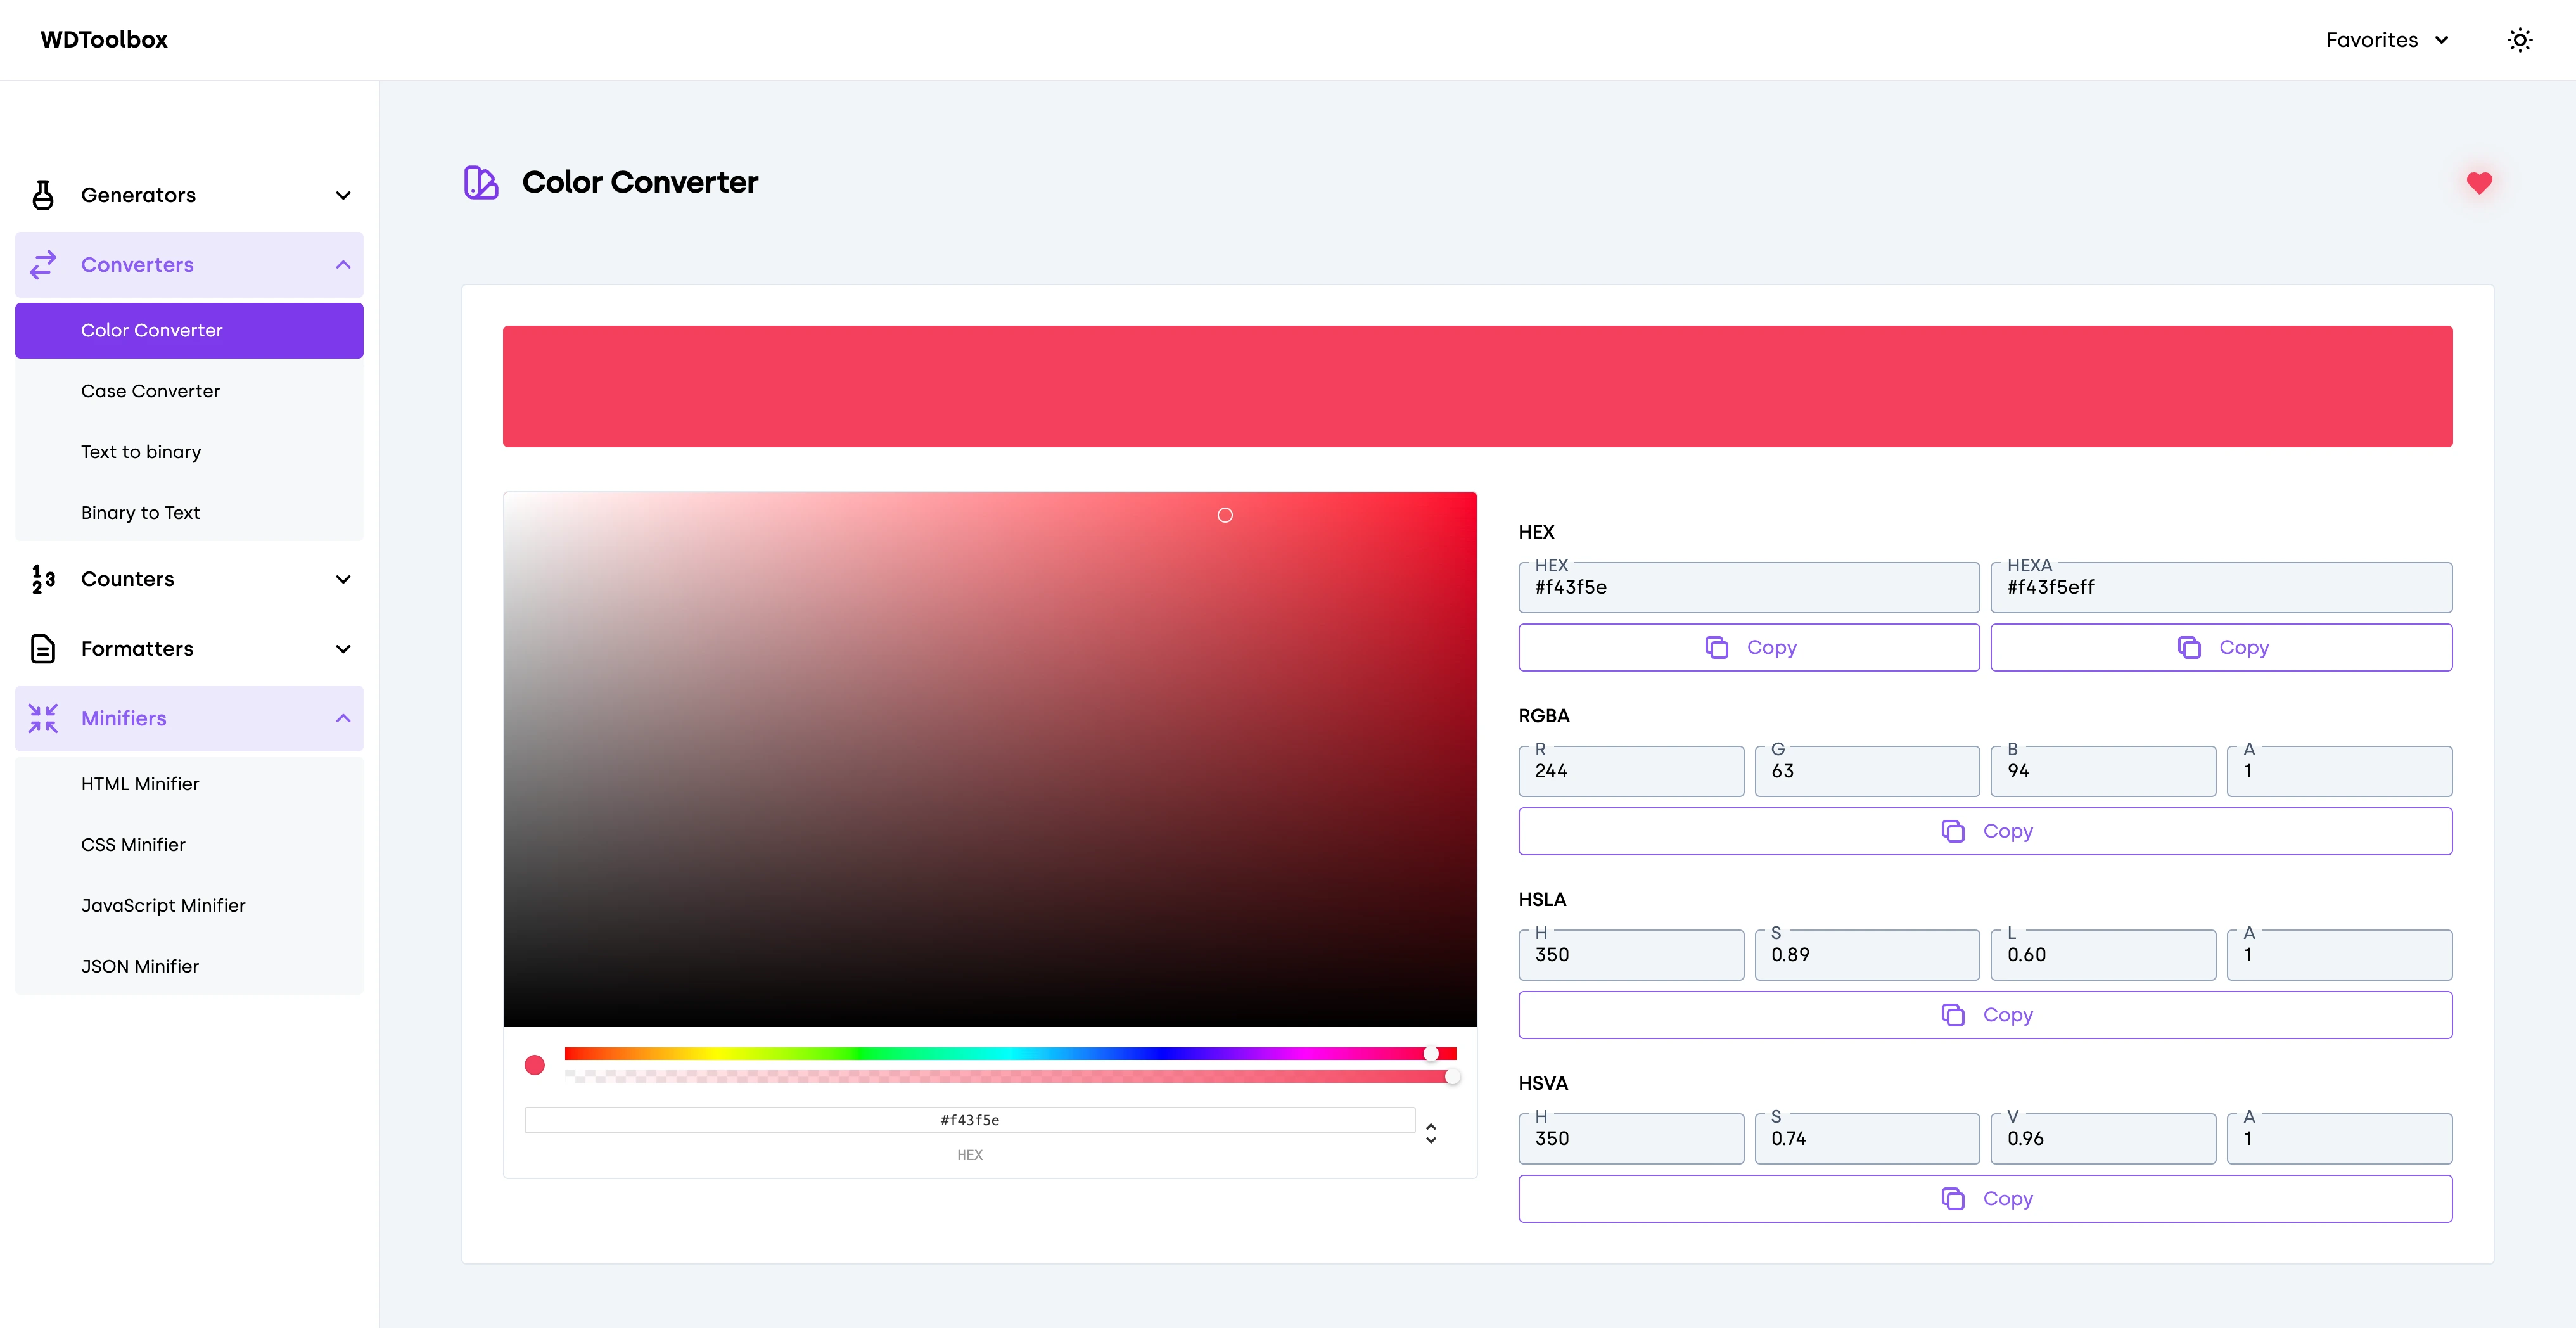 WDToolbox
Favorites
Generators
Converters
Color Converter
Case Converter
Text to binary
Binary to Text
Counters
Formatters
Minifiers
HTML Minifier
CSS Minifier
JavaScript Minifier
JSON Minifier
Color Converter
#f43f5e
HEX
HEX
HEX
#f43f5e
HEXA
#f43f5eff
Copy
Copy
RGBA
R
244
G
63
B
94
A
1
Copy
HSLA
H
350
S
0.89
L
0.60
A
1
Copy
HSVA
H
350
S
0.74
V
0.96
A
1
Copy